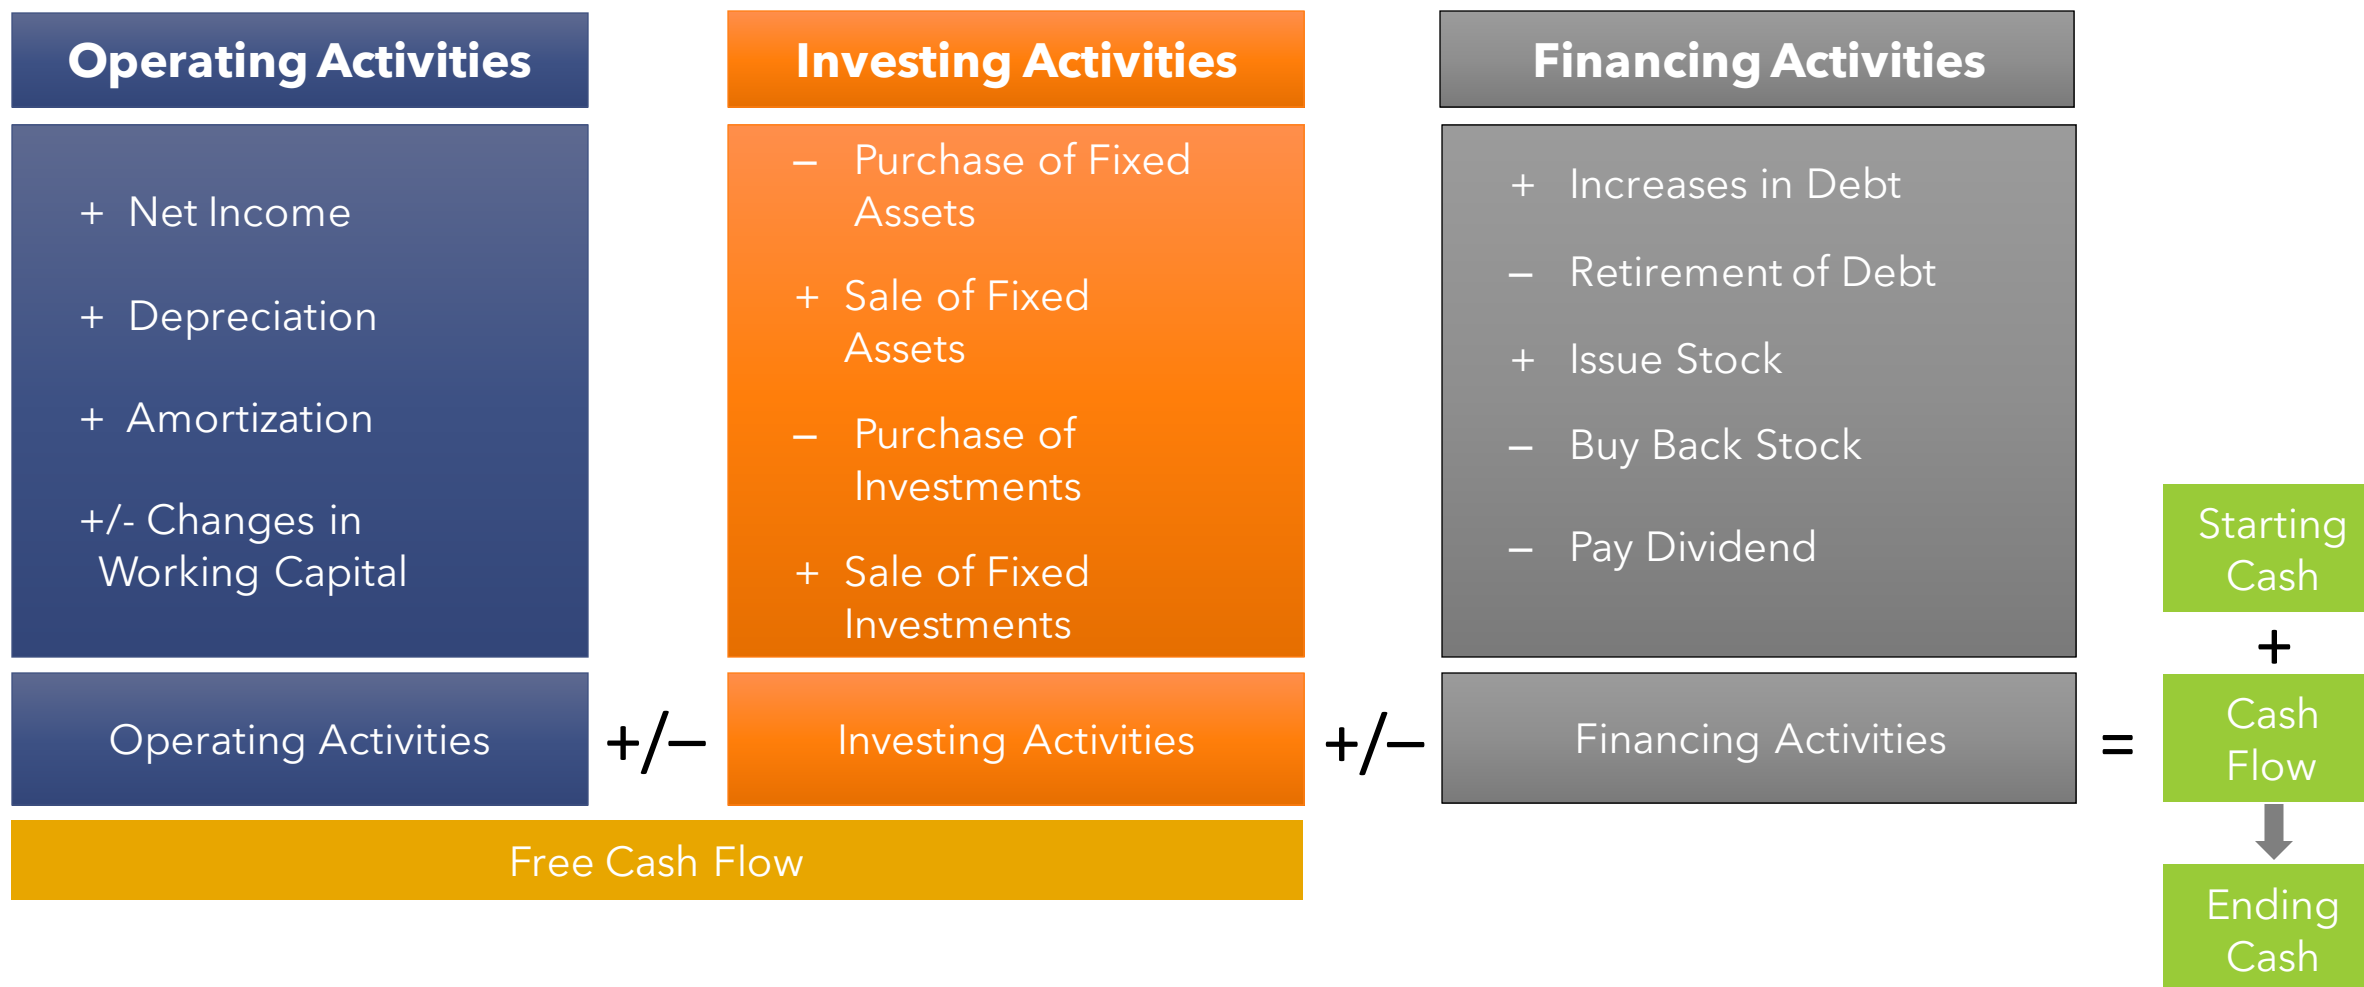 Operating Activities
+ Net Income
+ Depreciation
+ Amortization
+/- Changes in
Working Capital
Investing Activities
– Purchase of Fixed
Assets
+ Sale of Fixed
Assets
– Purchase of
Investments
+ Sale of Fixed
Investments
Financing Activities
+ Increases in Debt
– Retirement of Debt
+ Issue Stock
– Buy Back Stock
– Pay Dividend
Operating Activities +/– Investing Activities +/– Financing Activities =
Free Cash Flow
Starting
Cash
+
Cash
Flow
Ending
Cash